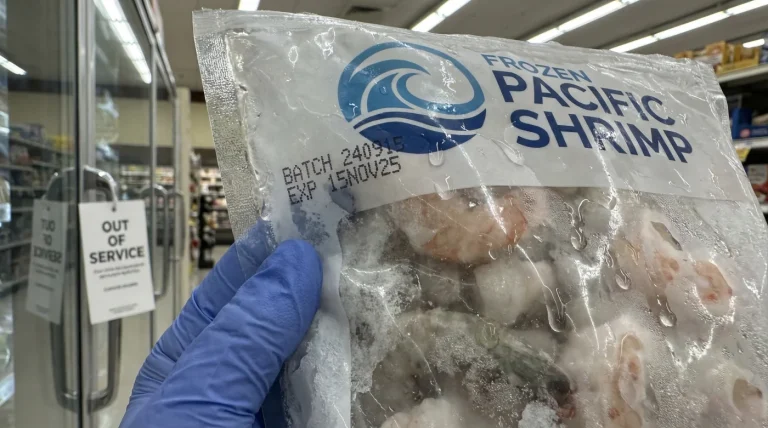 FROZEN
PACIFIC
SHRIMP
BATCH 240915
EXP 15NOV25
OUT
OF
SERVICE